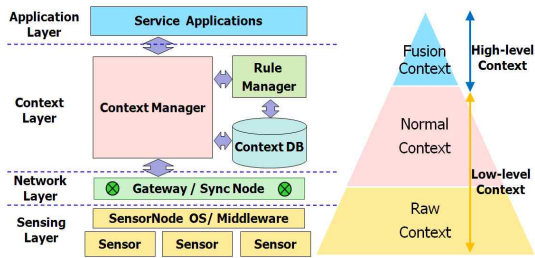 Application
Layer
Service Applications
Context
Layer
Context Manager
Rule
Manager
Context DB
Network
Layer
Gateway / Sync Node
Sensing
Layer
SensorNode OS/ Middleware
Sensor
Sensor
Sensor
Fusion
Context
High-level
Context
Normal
Context
Low-level
Context
Raw
Context